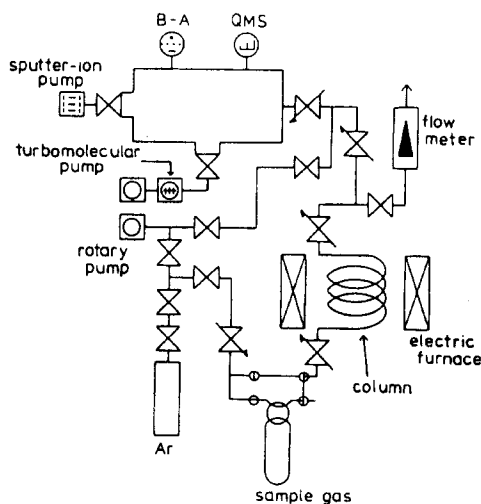 B-A
QMS
sputter-ion
pump
flow
meter
turbomolecular
pump
rotary
pump
electric
furnace
column
Ar
sample gas